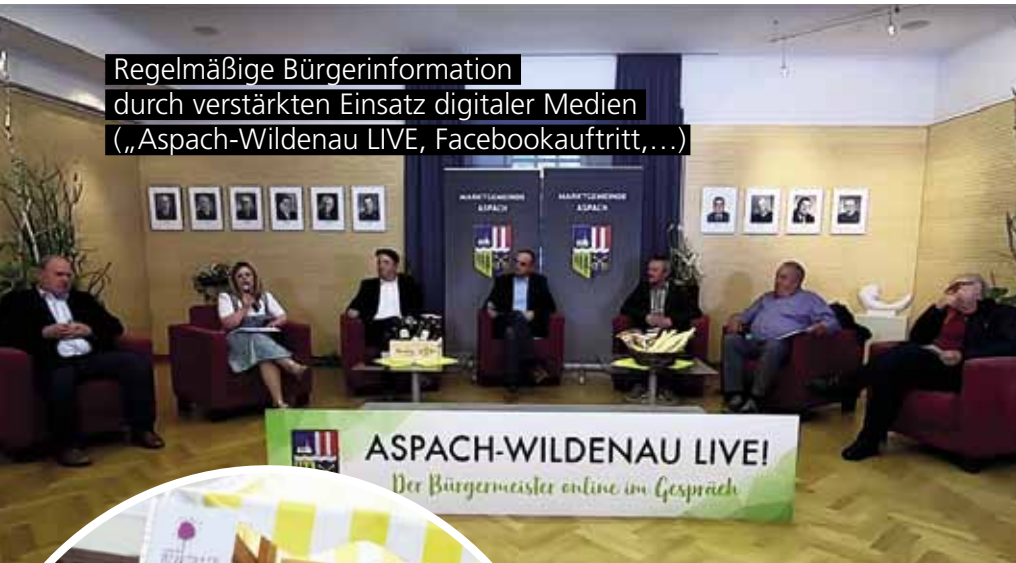 Regelmäßige Bürgerinformation
durch verstärkten Einsatz digitaler Medien
(„Aspach-Wildenau LIVE, Facebookauftritt,…)
MARKTGEMEINDE
ASPACH
MARKTGEMEINDE
ASPACH
ASPACH-WILDENAU LIVE!
Der Bürgermeister online im Gespräch